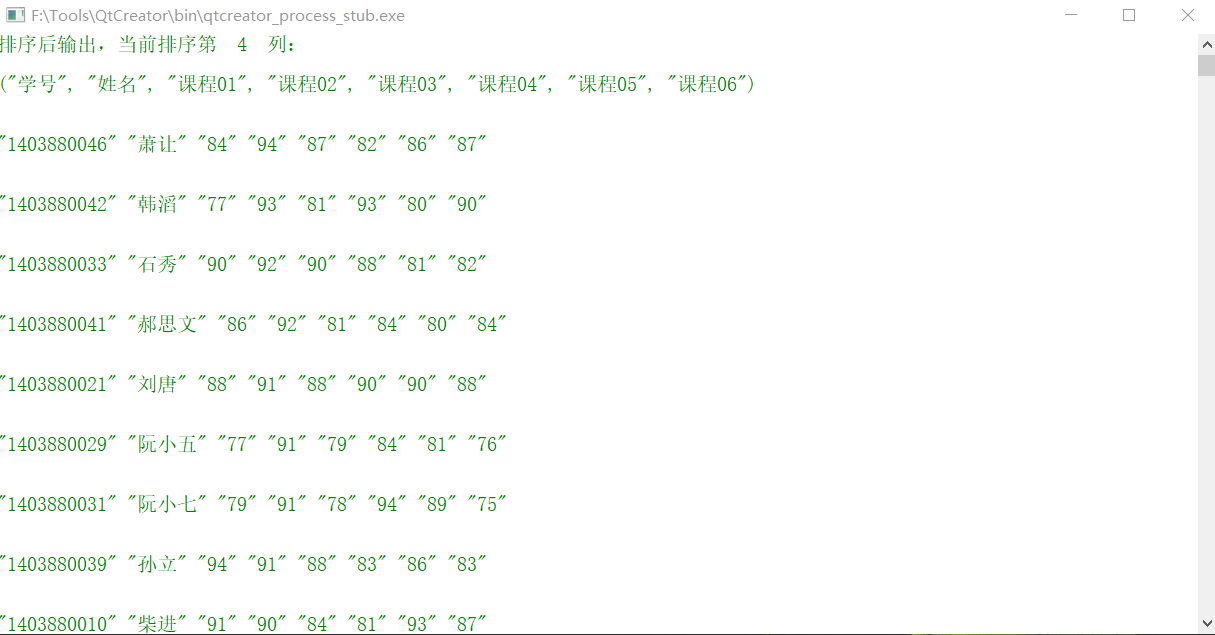 F:\Tools\QtCreator\bin\qtcreator_process_stub.exe
排序后输出，当前排序第  4  列：
("学号", "姓名", "课程01", "课程02", "课程03", "课程04", "课程05", "课程06")
"1403880046" "萧让" "84" "94" "87" "82" "86" "87"
"1403880042" "韩滔" "77" "93" "81" "93" "80" "90"
"1403880033" "石秀" "90" "92" "90" "88" "81" "82"
"1403880041" "郝思文" "86" "92" "81" "84" "80" "84"
"1403880021" "刘唐" "88" "91" "88" "90" "90" "88"
"1403880029" "阮小五" "77" "91" "79" "84" "81" "76"
"1403880031" "阮小七" "79" "91" "78" "94" "89" "75"
"1403880039" "孙立" "94" "91" "88" "83" "86" "83"
"1403880010" "柴进" "91" "90" "84" "81" "93" "87"